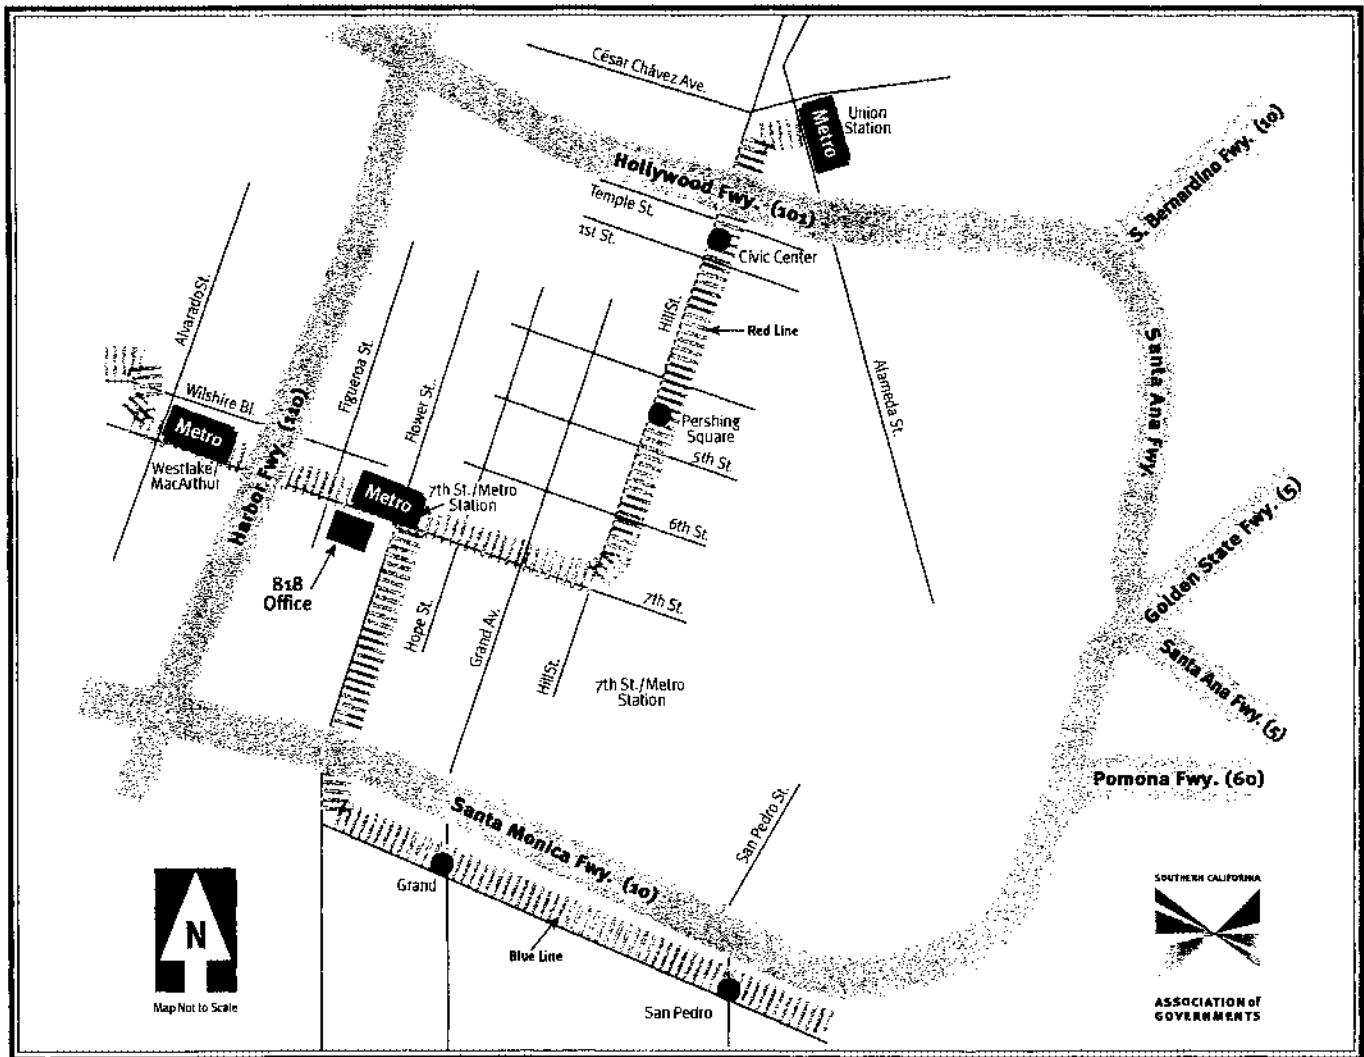 César Chávez Ave.
Metro
Union
Station
S. Bernardino Fwy. (10)
Hollywood Fwy. (101)
Temple St.
1st St.
Civic Center
Alvarado St.
Hill St.
Red Line
Figueroa St.
Flower St.
Alameda St.
Santa Ana Fwy.
Wilshire Bl.
Metro
Westlake/
MacArthur
Harbor Fwy. (110)
Pershing
Square
5th St.
Metro
7th St./Metro
Station
6th St.
Golden State Fwy. (5)
818
Office
7th St.
Hope St.
Grand Av.
Hill St.
7th St./Metro
Station
Santa Ana Fwy. (5)
Pomona Fwy. (60)
San Pedro St.
Santa Monica Fwy. (10)
Grand
Blue Line
San Pedro
N
Map Not to Scale
SOUTHERN CALIFORNIA
ASSOCIATION of
GOVERNMENTS